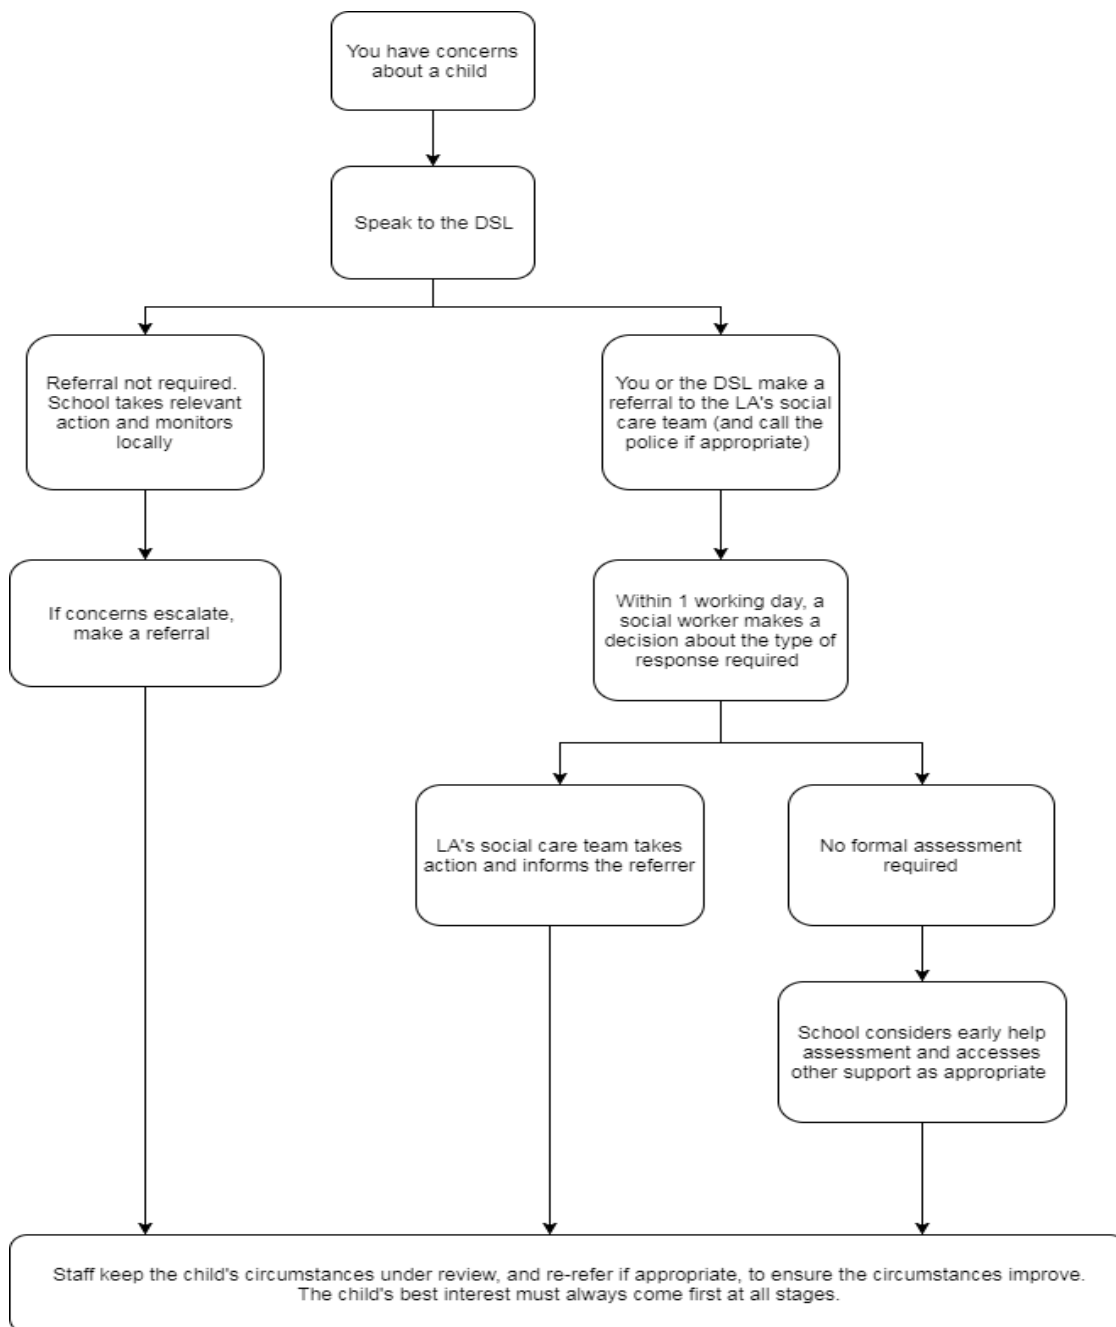 You have concerns
about a child
Speak to the DSL
Referral not required.
School takes relevant
action and monitors
locally
You or the DSL make a
referral to the LA's social
care team (and call the
police if appropriate)
If concerns escalate,
make a referral
Within 1 working day, a
social worker makes a
decision about the type of
response required
LA's social care team takes
action and informs the referrer
No formal assessment
required
School considers early help
assessment and accesses
other support as appropriate
Staff keep the child's circumstances under review, and re-refer if appropriate, to ensure the circumstances improve.
The child's best interest must always come first at all stages.